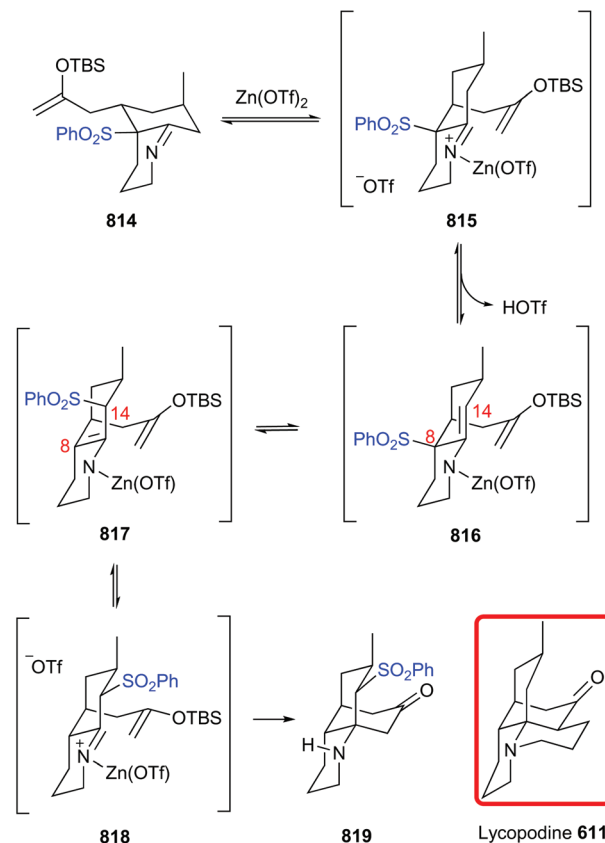 OTBS
PhO2S
N
814
Zn(OTf)2
PhO2S
OTBS
N
+
Zn(OTf)
−OTf
815
HOTf
PhO2S
14
OTBS
8
N
Zn(OTf)
817
14
OTBS
PhO2S
8
N
Zn(OTf)
816
−OTf
SO2Ph
OTBS
+
N
Zn(OTf)
818
SO2Ph
O
H
N
819
O
N
Lycopodine 611